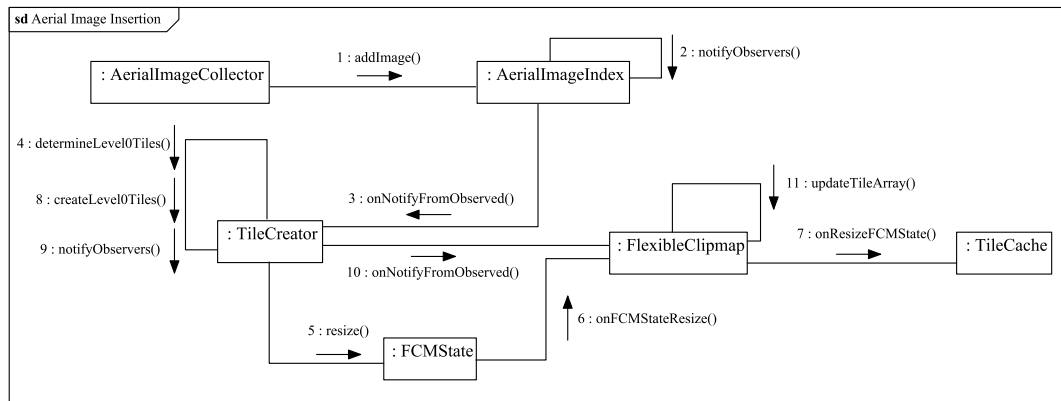 sd Aerial Image Insertion
1 : addImage()
2 : notifyObservers()
: AerialImageCollector
: AerialImageIndex
4 : determineLevel0Tiles()
8 : createLevel0Tiles()
3 : onNotifyFromObserved()
11 : updateTileArray()
9 : notifyObservers()
: TileCreator
: FlexibleClipmap
7 : onResizeFCMState()
: TileCache
10 : onNotifyFromObserved()
5 : resize()
6 : onFCMStateResize()
: FCMState